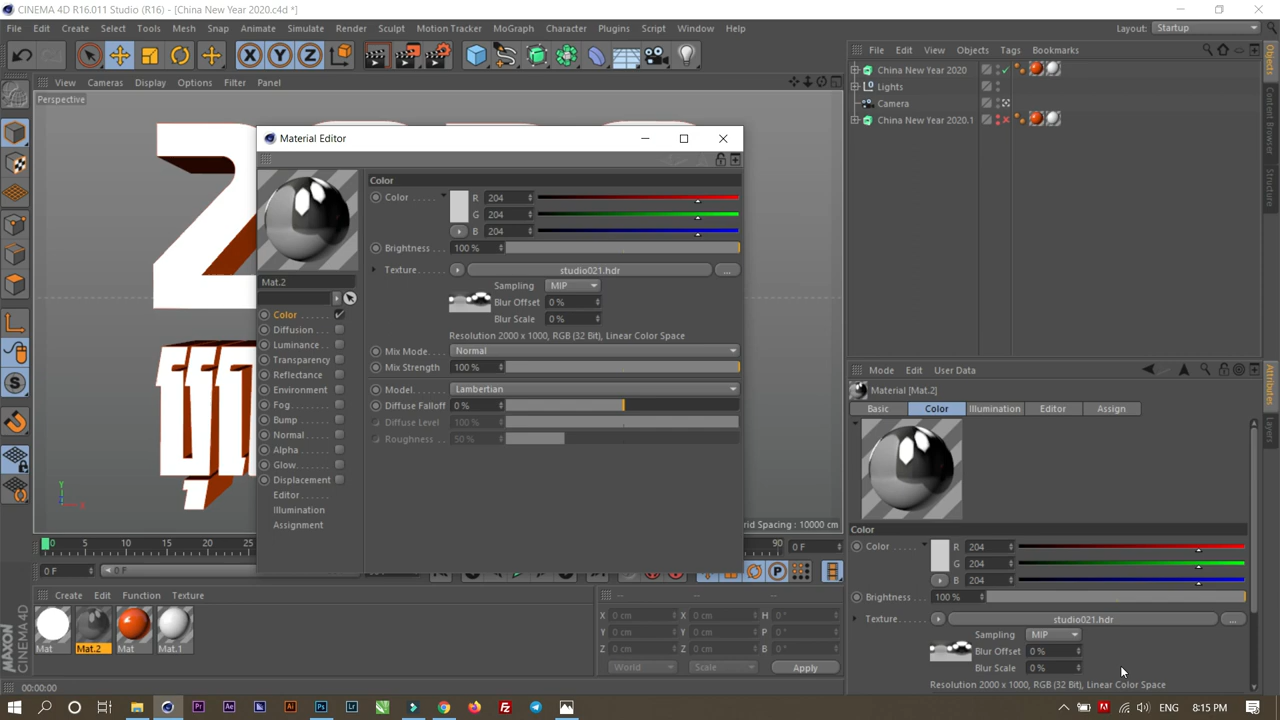 CINEMA 4D R16.011 Studio (R16) - [China New Year 2020.c4d *]
File Edit Create Select Tools Mesh Snap Animate Simulate Render Sculpt Motion Tracker MoGraph Character Plugins Script Window Help
Layout: Startup
X Y Z
View Cameras Display Options Filter Panel
File Edit View Objects Tags Bookmarks
Perspective
China New Year 2020
Lights
Camera
China New Year 2020.1
Objects
Content Browser
Structure
Material Editor
Color
Color R 204
G 204
B 204
Brightness 100 %
Texture studio021.hdr ...
Sampling MIP
Blur Offset 0 %
Blur Scale 0 %
Resolution 2000 x 1000, RGB (32 Bit), Linear Color Space
Mix Mode Normal
Mix Strength 100 %
Model Lambertian
Diffuse Falloff 0 %
Diffuse Level 100 %
Roughness 50 %
Mat.2
Color
Diffusion
Luminance
Transparency
Reflectance
Environment
Fog
Bump
Normal
Alpha
Glow
Displacement
Editor
Illumination
Assignment
Y
X
rid Spacing : 10000 cm
0 5 10 15 20 25 90 0 F
0 F 0 F
Mode Edit User Data
Material [Mat.2]
Basic Color Illumination Editor Assign
Attributes
Layers
Color
Color R 204
G 204
B 204
Brightness 100 %
Texture studio021.hdr ...
Sampling MIP
Blur Offset 0 %
Blur Scale 0 %
Resolution 2000 x 1000, RGB (32 Bit), Linear Color Space
Create Edit Function Texture
Mat Mat.2 Mat Mat.1
-- -- --
X 0 cm X 0 cm H 0 °
Y 0 cm Y 0 cm P 0 °
Z 0 cm Z 0 cm B 0 °
World Scale Apply
MAXON CINEMA 4D
00:00:00
ENG 8:15 PM